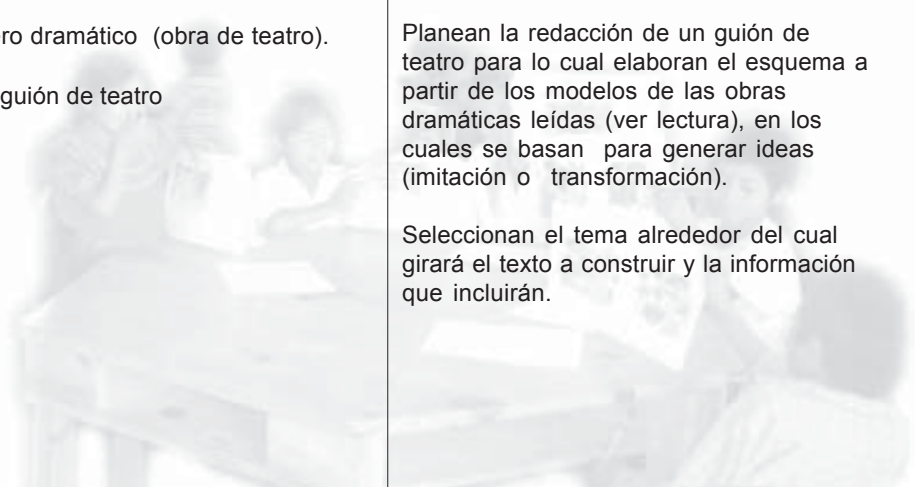 ro dramático (obra de teatro).
guión de teatro
Planean la redacción de un guión de
teatro para lo cual elaboran el esquema a
partir de los modelos de las obras
dramáticas leídas (ver lectura), en los
cuales se basan para generar ideas
(imitación o transformación).
Seleccionan el tema alrededor del cual
girará el texto a construir y la información
que incluirán.